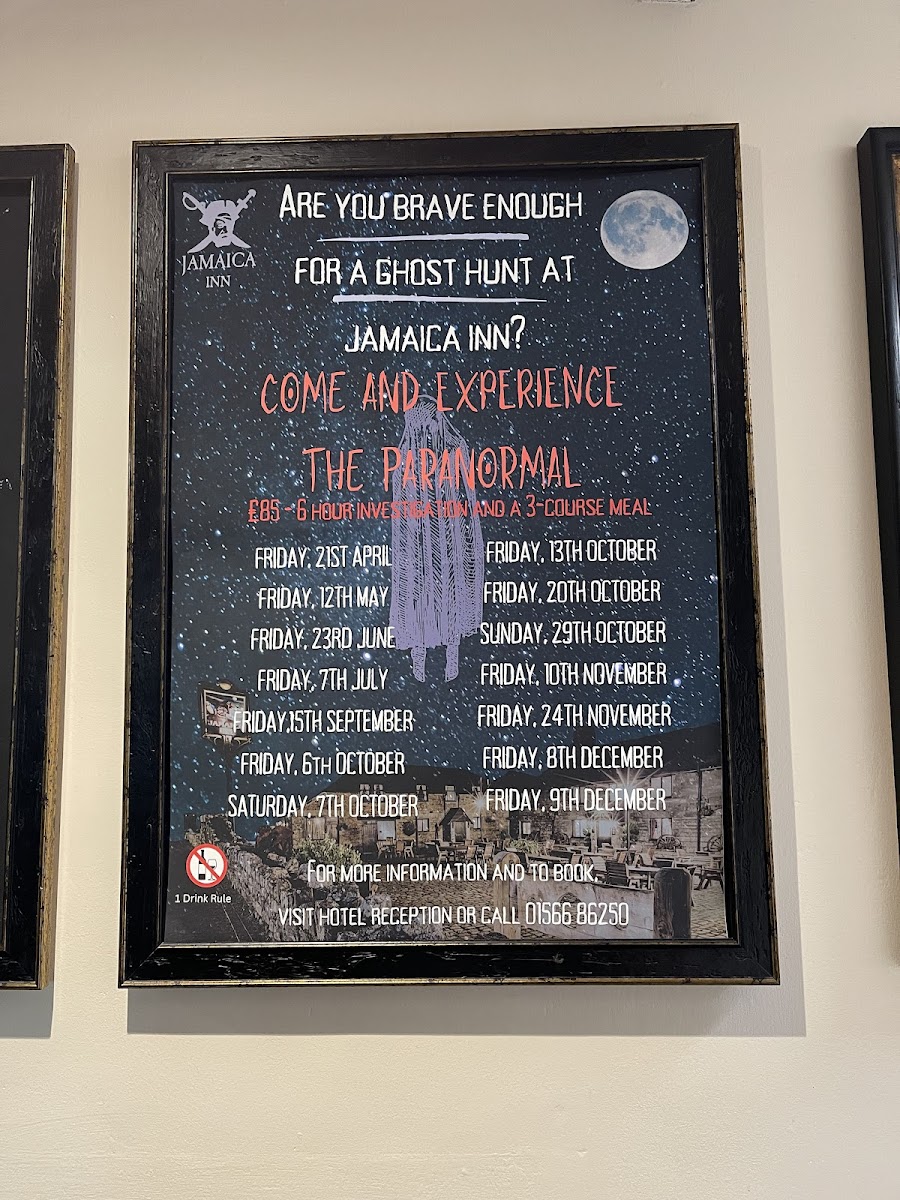 JAMAICA
INN
ARE YOU BRAVE ENOUGH
FOR A GHOST HUNT AT
JAMAICA INN?
COME AND EXPERIENCE
THE PARANORMAL
£85 - 6 HOUR INVESTIGATION AND A 3-COURSE MEAL
FRIDAY, 21ST APRIL
FRIDAY, 12TH MAY
FRIDAY, 23RD JUNE
FRIDAY, 7TH JULY
FRIDAY,15TH SEPTEMBER
FRIDAY, 6TH OCTOBER
SATURDAY, 7TH OCTOBER
FRIDAY, 13TH OCTOBER
FRIDAY, 20TH OCTOBER
SUNDAY, 29TH OCTOBER
FRIDAY, 10TH NOVEMBER
FRIDAY, 24TH NOVEMBER
FRIDAY, 8TH DECEMBER
FRIDAY, 9TH DECEMBER
1 Drink Rule
FOR MORE INFORMATION AND TO BOOK,
VISIT HOTEL RECEPTION OR CALL 01566 86250